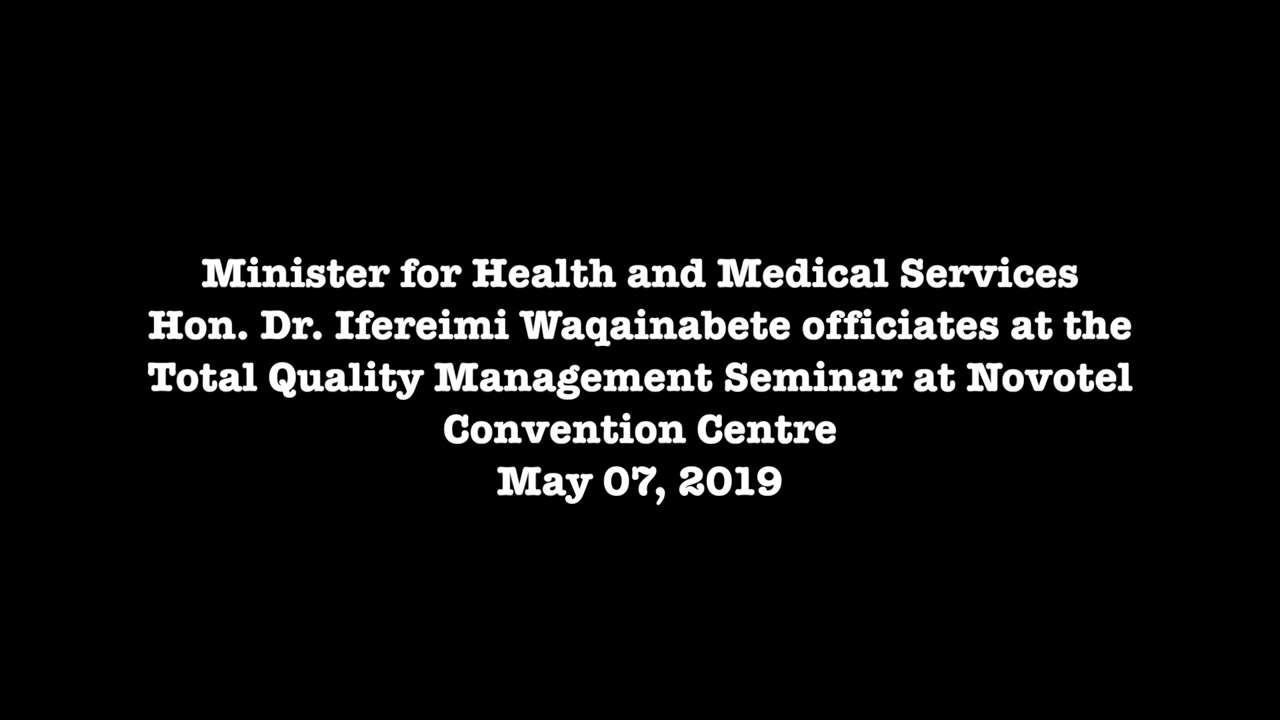 Minister for Health and Medical Services
Hon. Dr. Ifereimi Waqainabete officiates at the
Total Quality Management Seminar at Novotel
Convention Centre
May 07, 2019